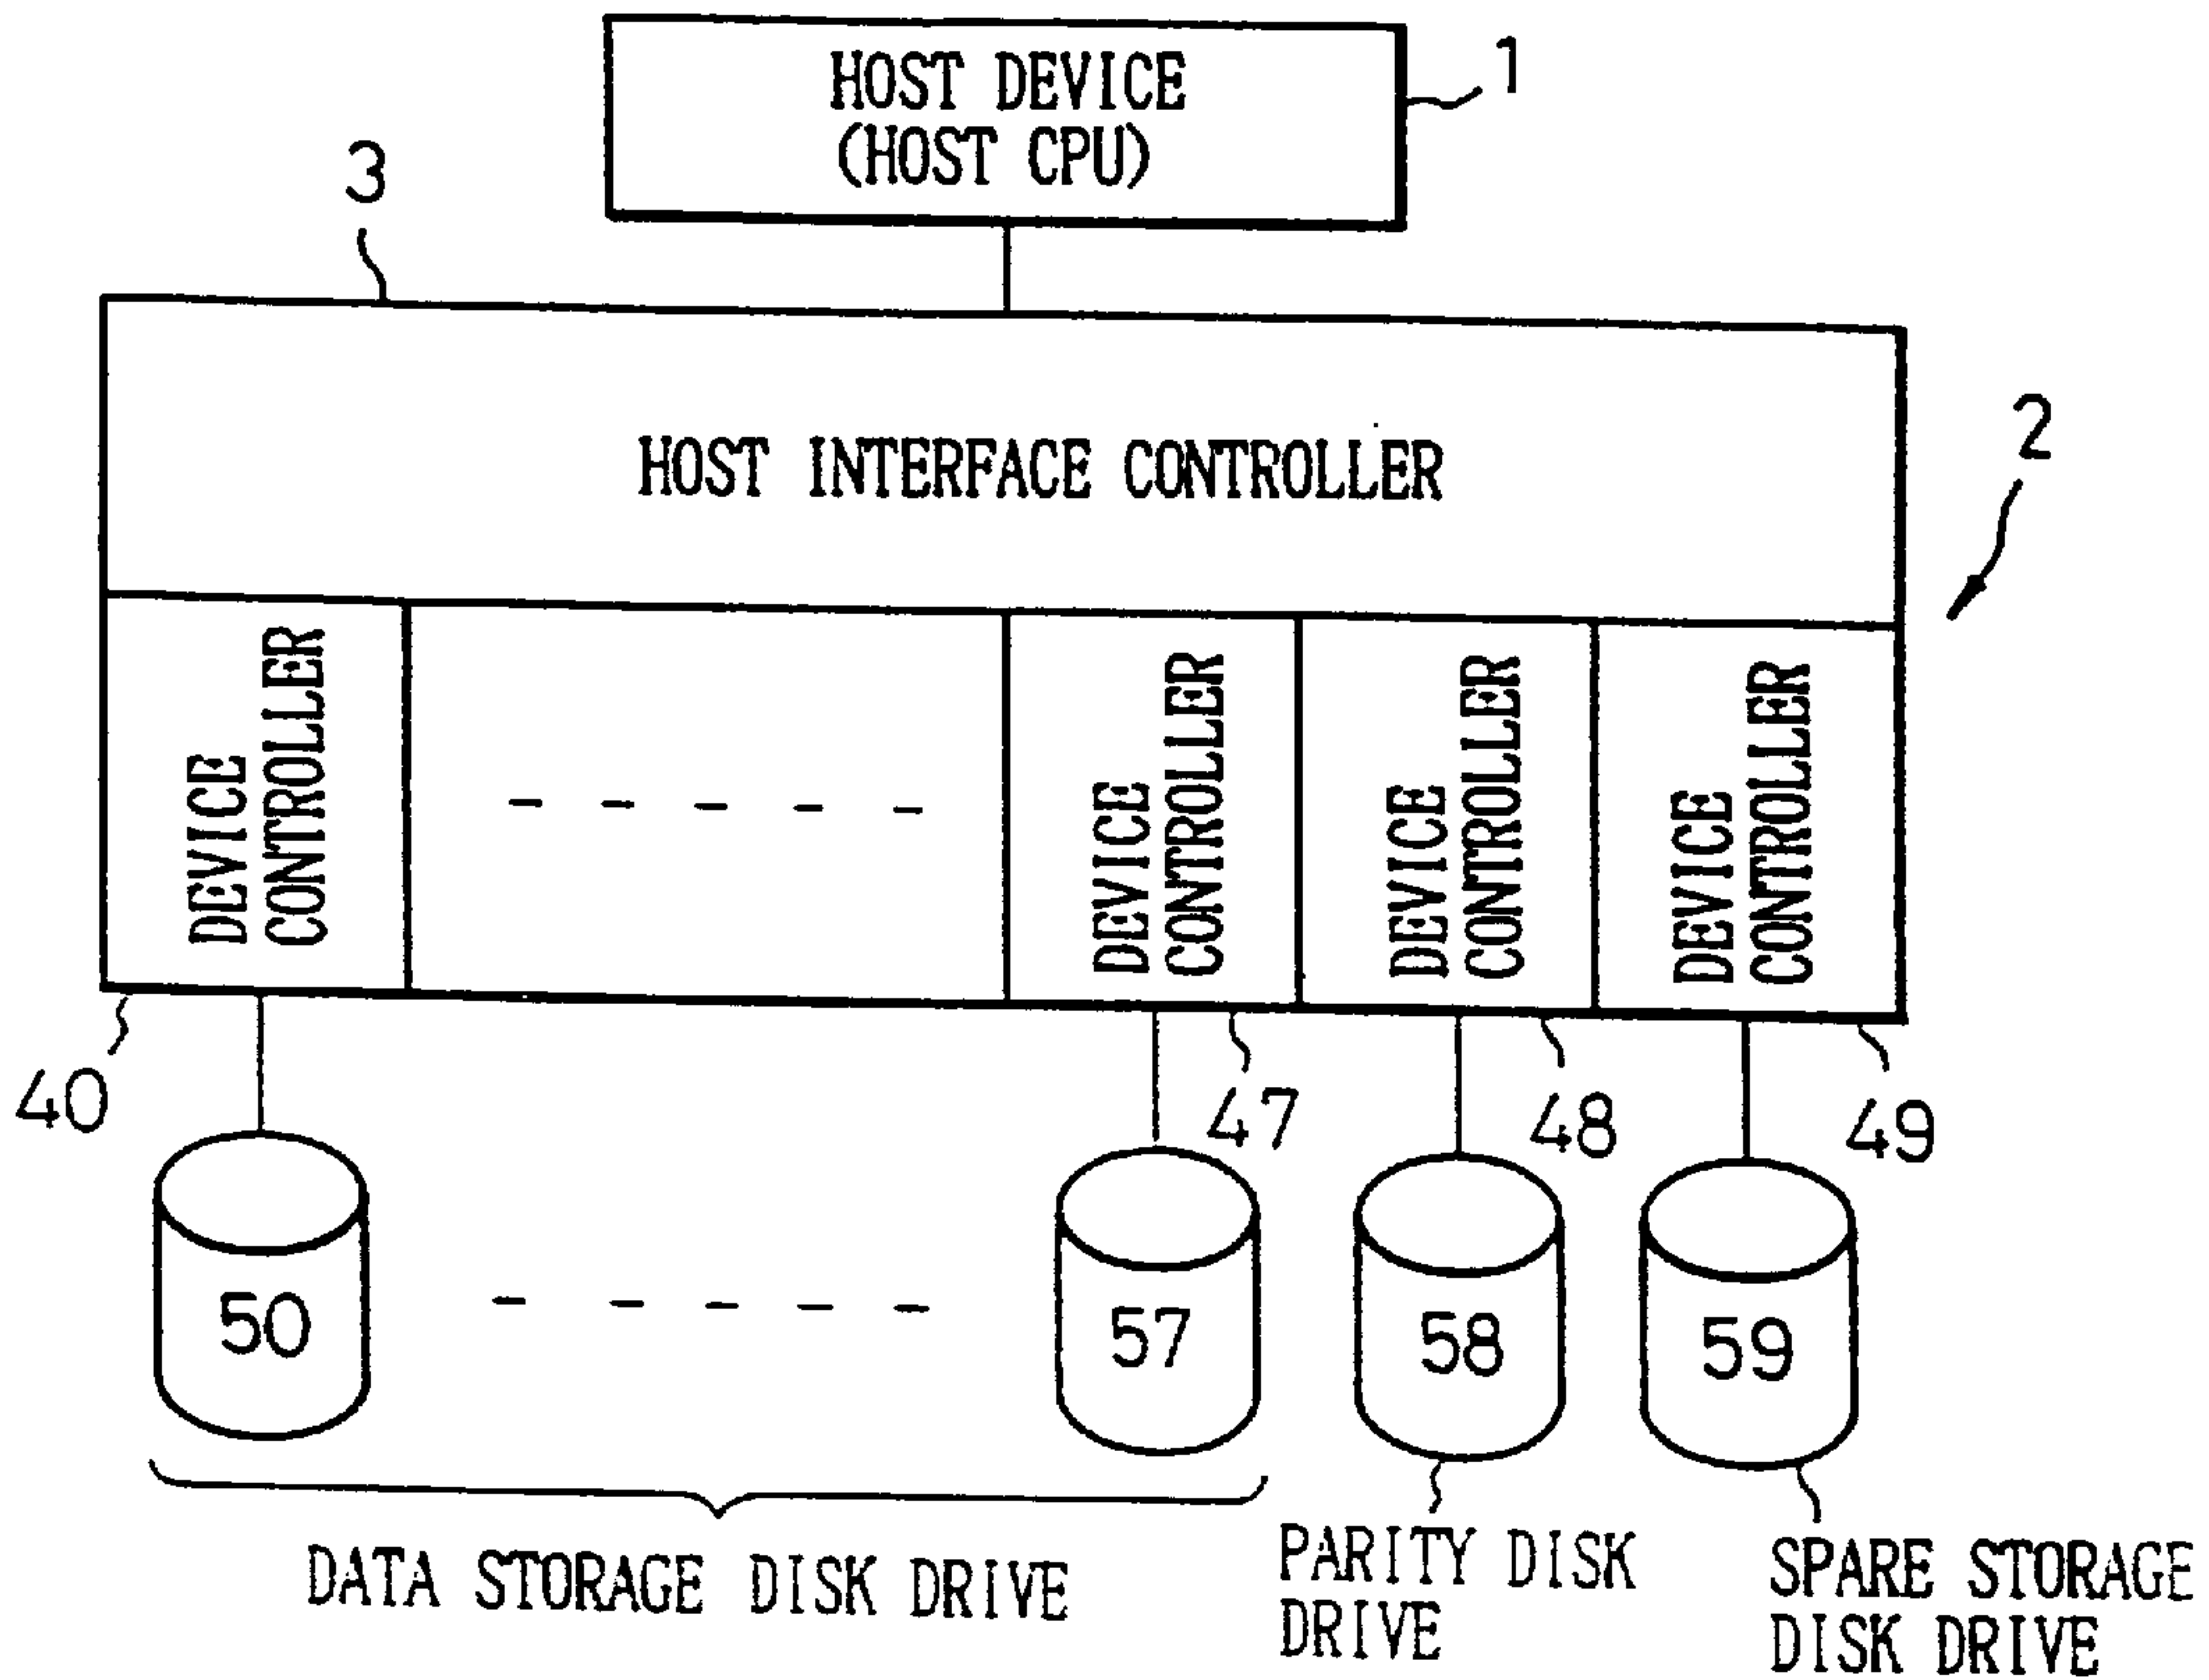 HOST DEVICE
(HOST CPU)
1
3
HOST INTERFACE CONTROLLER
2
DEVICE
CONTROLLER
DEVICE
CONTROLLER
DEVICE
CONTROLLER
DEVICE
CONTROLLER
40
47
48
49
50
57
58
59
DATA STORAGE DISK DRIVE
PARITY DISK
DRIVE
SPARE STORAGE
DISK DRIVE